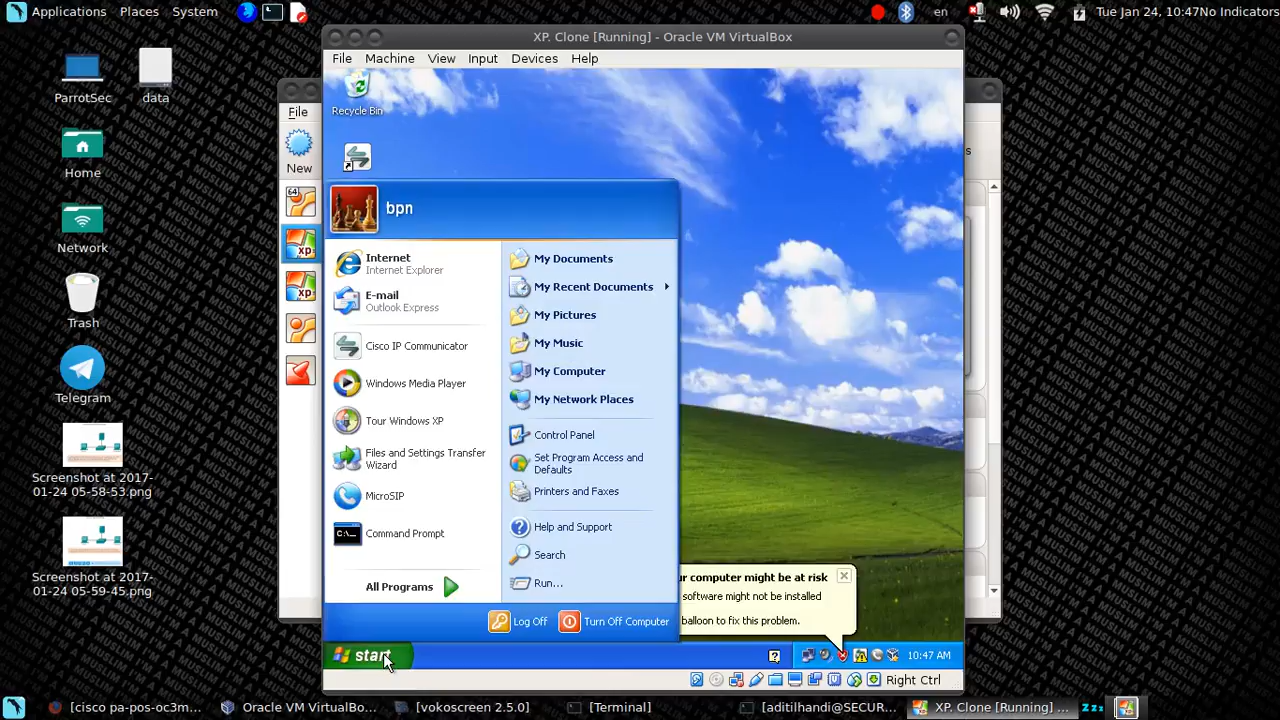 Applications Places System
en
Tue Jan 24, 10:47No Indicators
ParrotSec
data
Home
Network
Trash
Telegram
Screenshot at 2017-
01-24 05-58-53.png
Screenshot at 2017-
01-24 05-59-45.png
File
New
64
xp
xp
XP. Clone [Running] - Oracle VM VirtualBox
File Machine View Input Devices Help
Recycle Bin
bpn
Internet
Internet Explorer
E-mail
Outlook Express
Cisco IP Communicator
Windows Media Player
Tour Windows XP
Files and Settings Transfer
Wizard
MicroSIP
C:\_
Command Prompt
All Programs
My Documents
My Recent Documents
My Pictures
My Music
My Computer
My Network Places
Control Panel
Set Program Access and
Defaults
Printers and Faxes
Help and Support
Search
Run...
Log Off
Turn Off Computer
ur computer might be at risk
software might not be installed
balloon to fix this problem.
start
10:47 AM
Right Ctrl
[cisco pa-pos-oc3m...
Oracle VM VirtualBo...
[vokoscreen 2.5.0]
[Terminal]
[aditilhandi@SECUR...
XP. Clone [Running] ...
zzz
MUSLIM